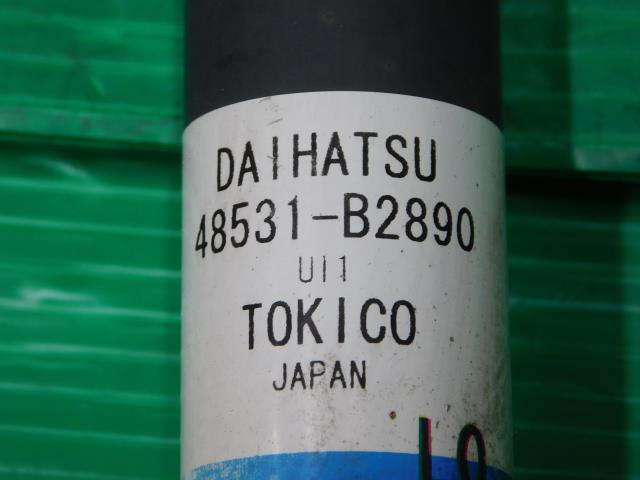 DAIHATSU
48531-B2890
UI1
TOKICO
JAPAN